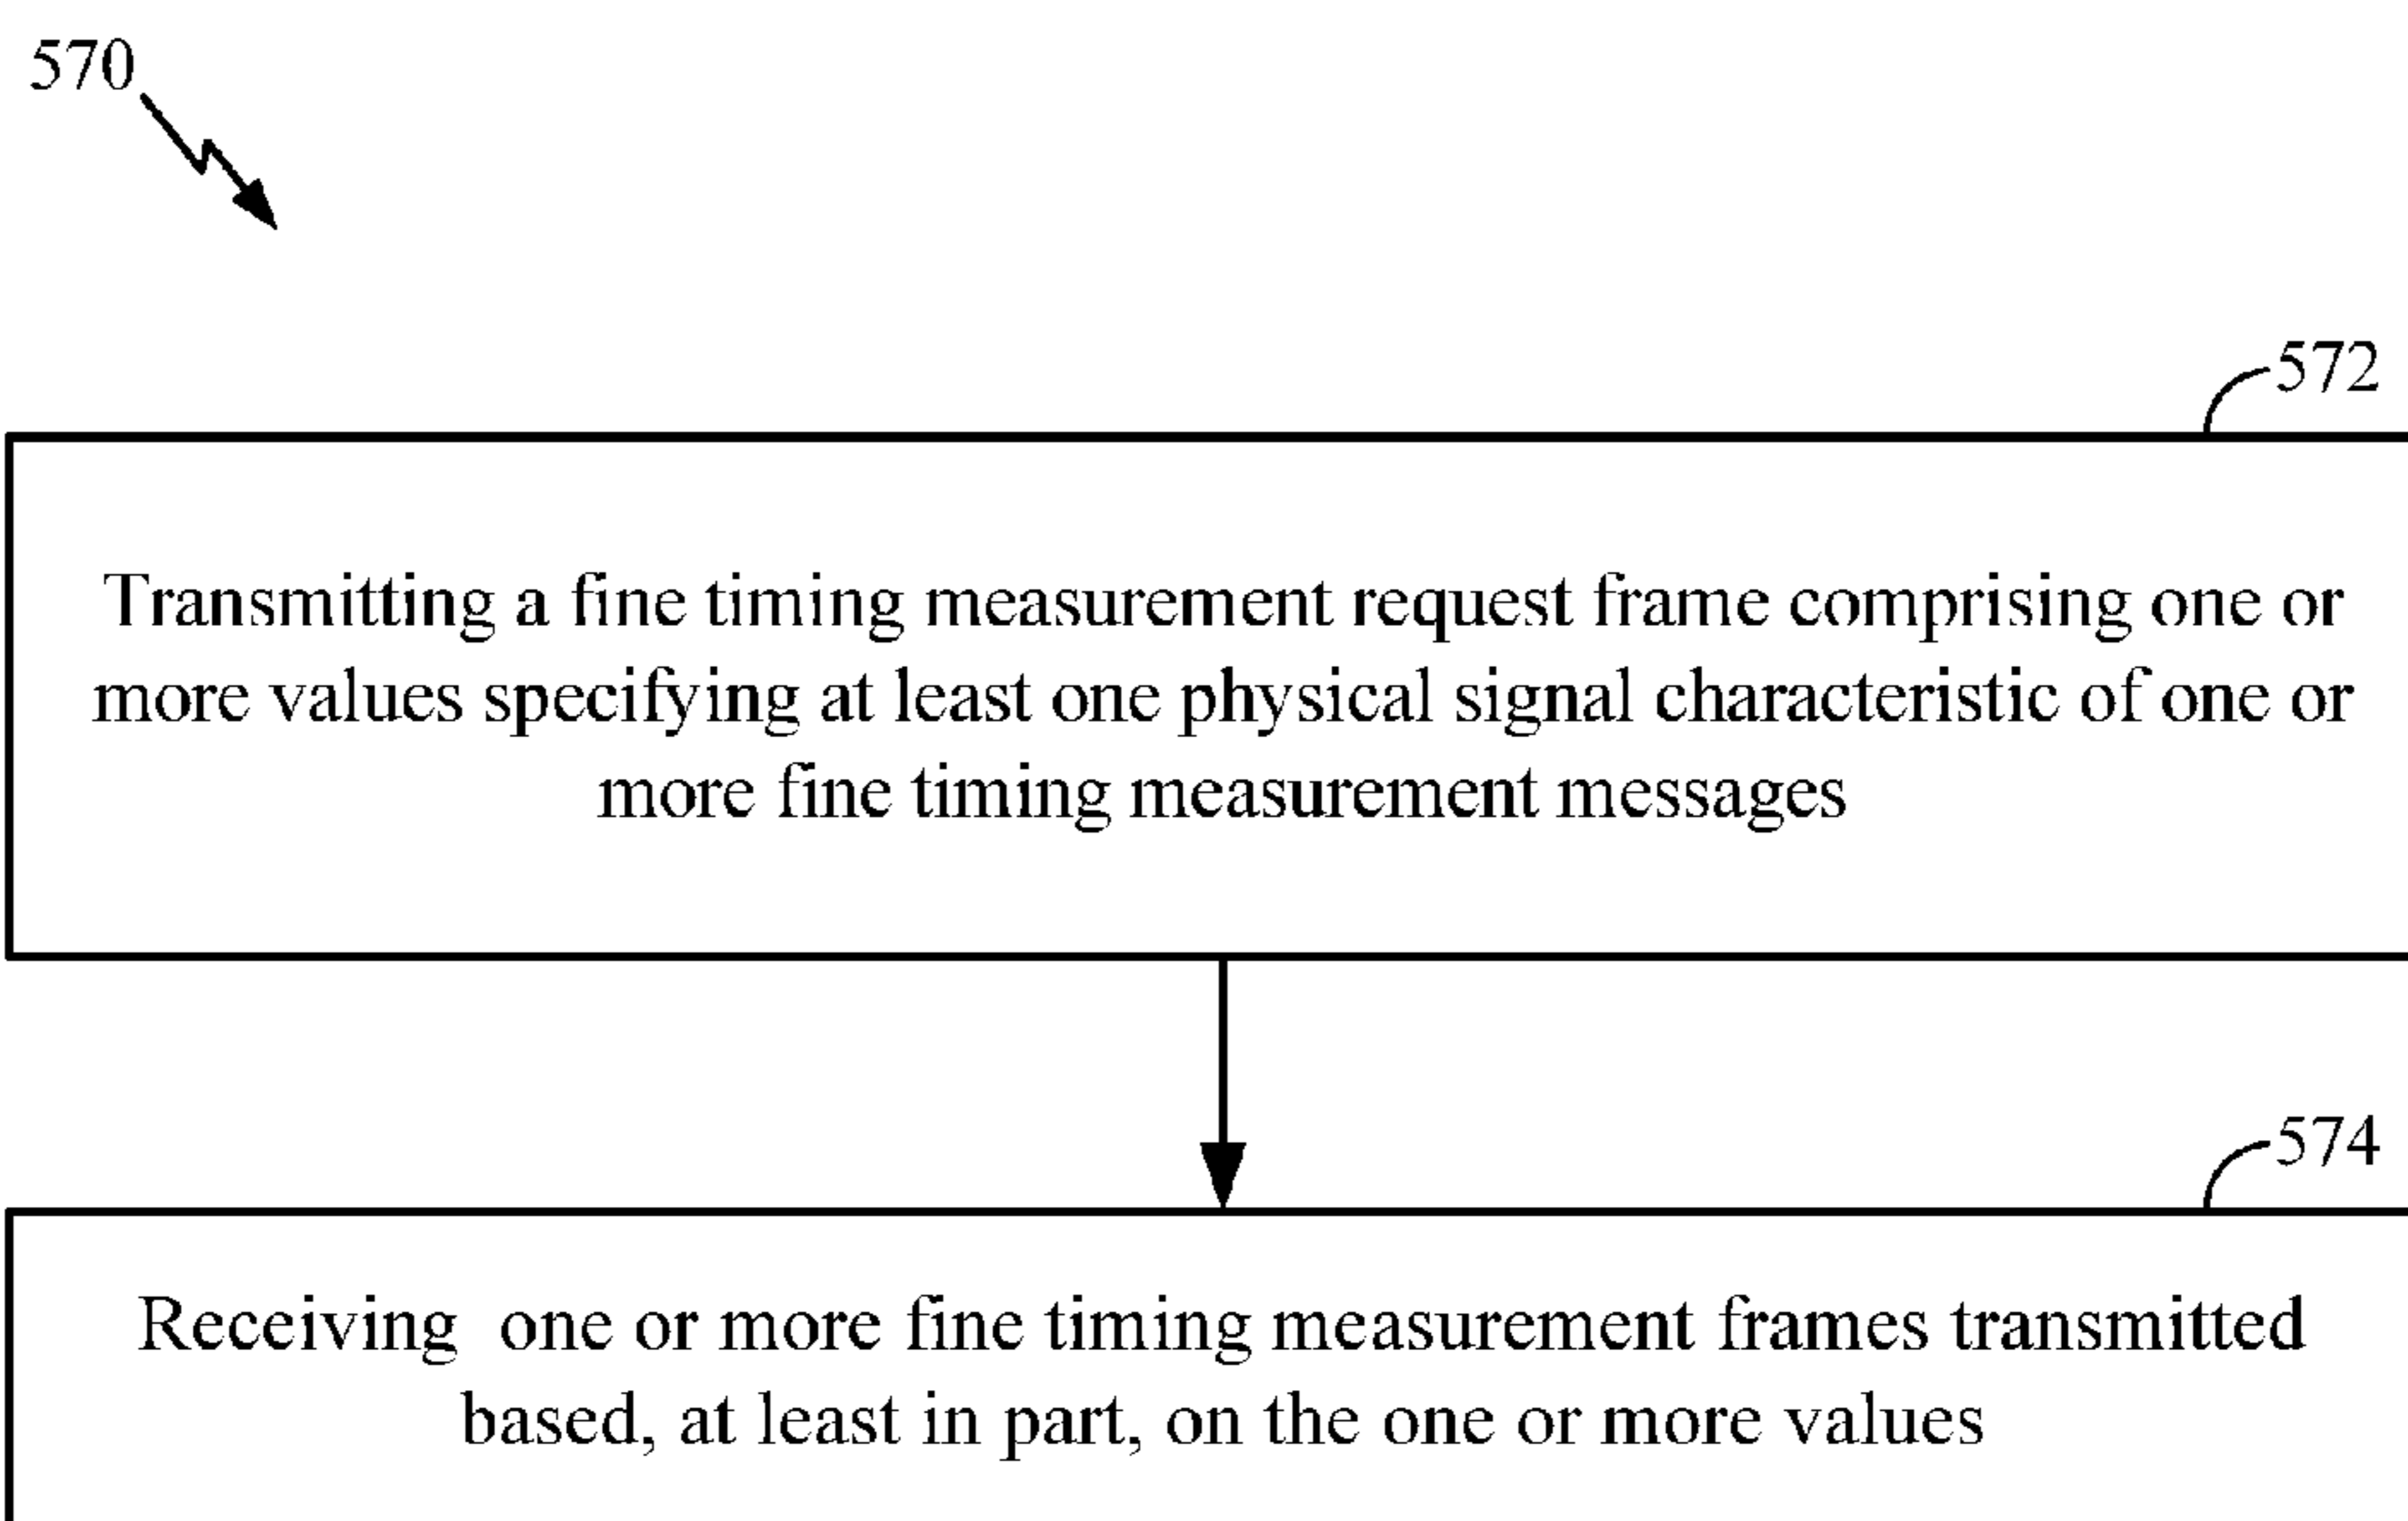 570
572
Transmitting a fine timing measurement request frame comprising one or
more values specifying at least one physical signal characteristic of one or
more fine timing measurement messages
574
Receiving one or more fine timing measurement frames transmitted
based, at least in part, on the one or more values